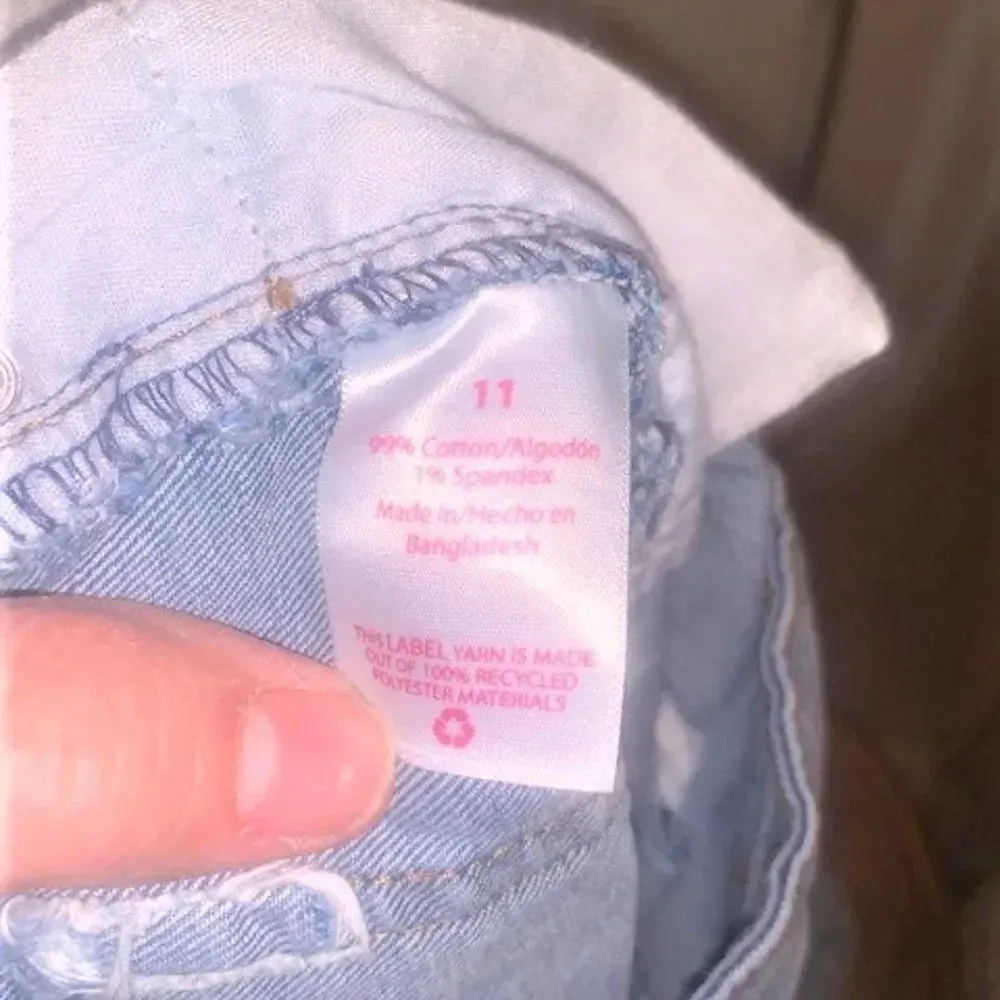 11
99% Cotton/Algodón
1% Spandex
Made in/Hecho en
Bangladesh
THIS LABEL YARN IS MADE
OUT OF 100% RECYCLED
POLYESTER MATERIALS